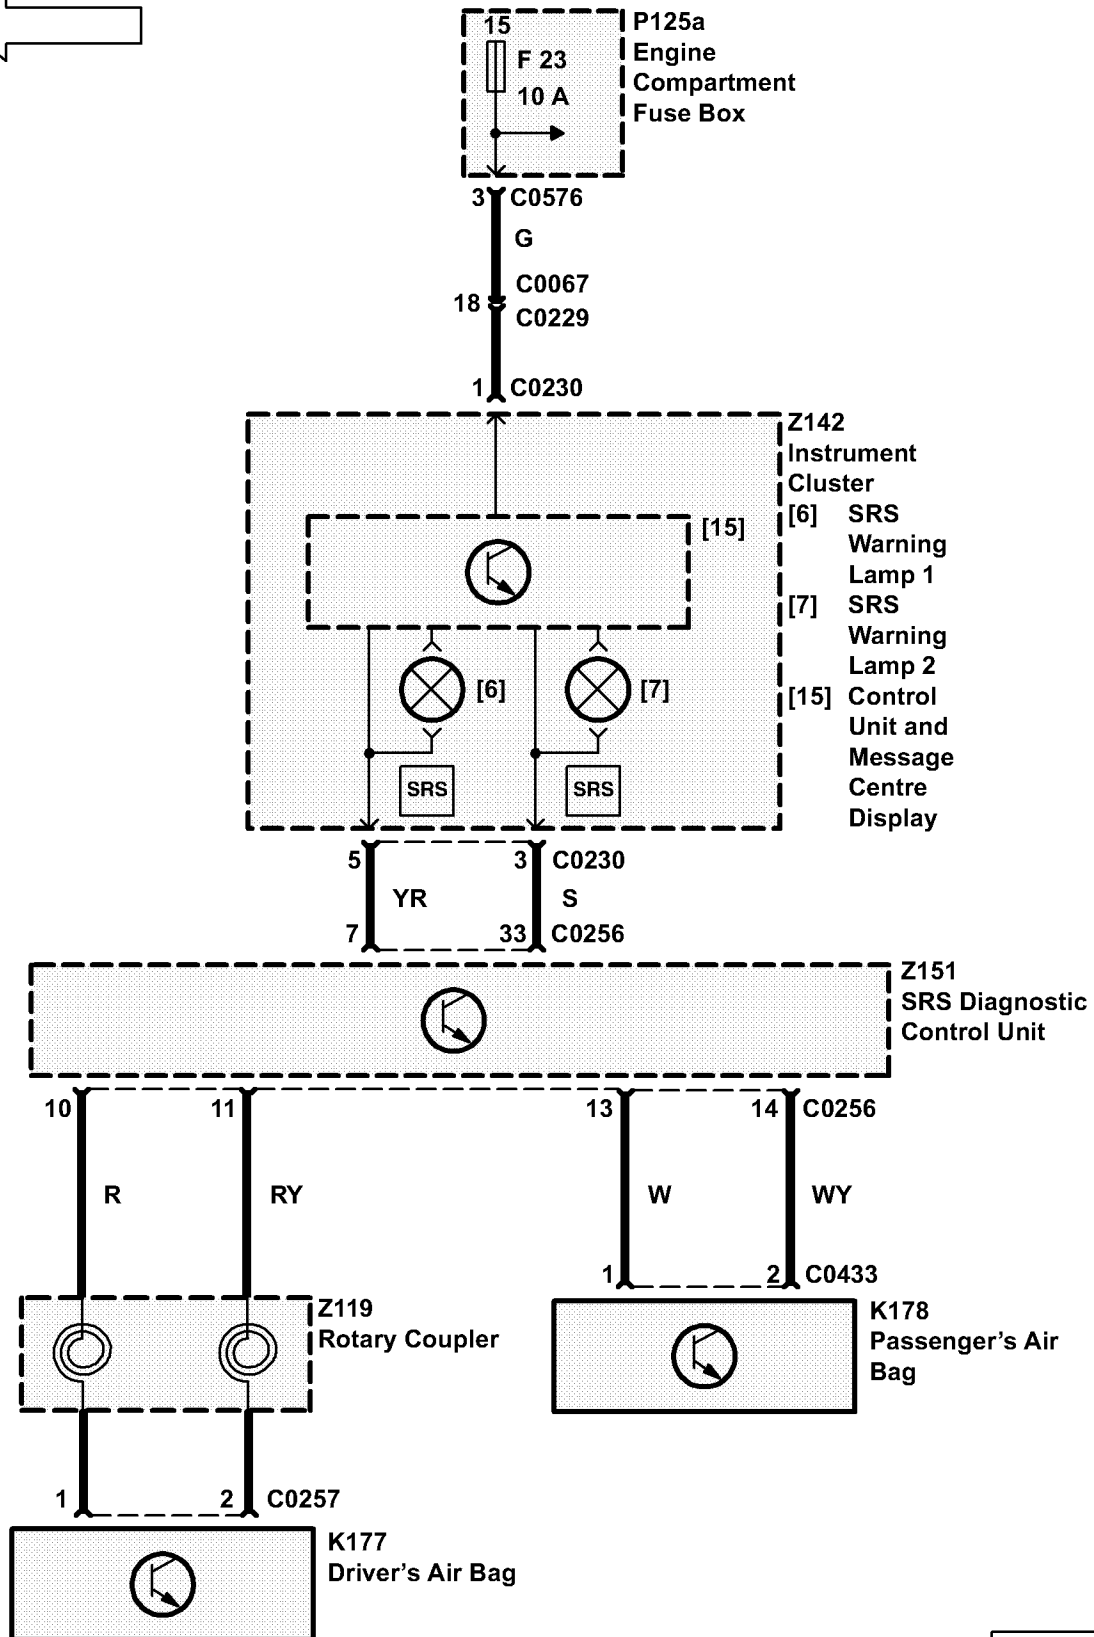 15
F 23
10 A
P125a
Engine
Compartment
Fuse Box
3 C0576
G
C0067
18
C0229
1 C0230
Z142
Instrument
Cluster
[6] SRS
Warning
Lamp 1
[7] SRS
Warning
Lamp 2
[15] Control
Unit and
Message
Centre
Display
[15]
[6]
[7]
SRS
SRS
5 3 C0230
YR S
7 33 C0256
Z151
SRS Diagnostic
Control Unit
10 11 13 14 C0256
R RY W WY
1 2 C0433
Z119
Rotary Coupler
K178
Passenger's Air
Bag
1 2 C0257
K177
Driver's Air Bag